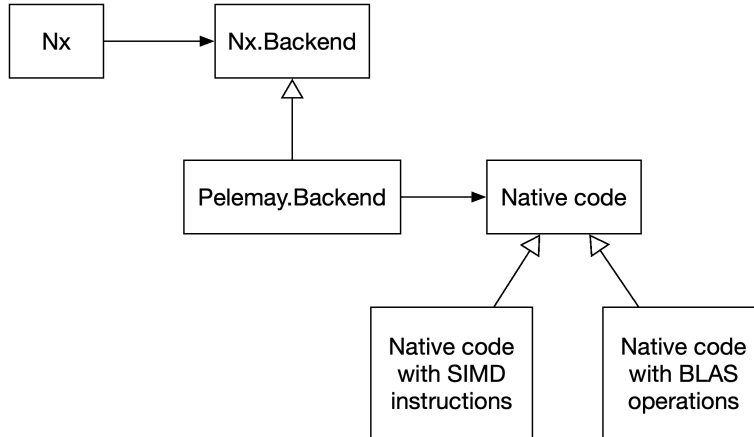 Nx
Nx.Backend
Pelemay.Backend
Native code
Native code
with SIMD
instructions
Native code
with BLAS
operations